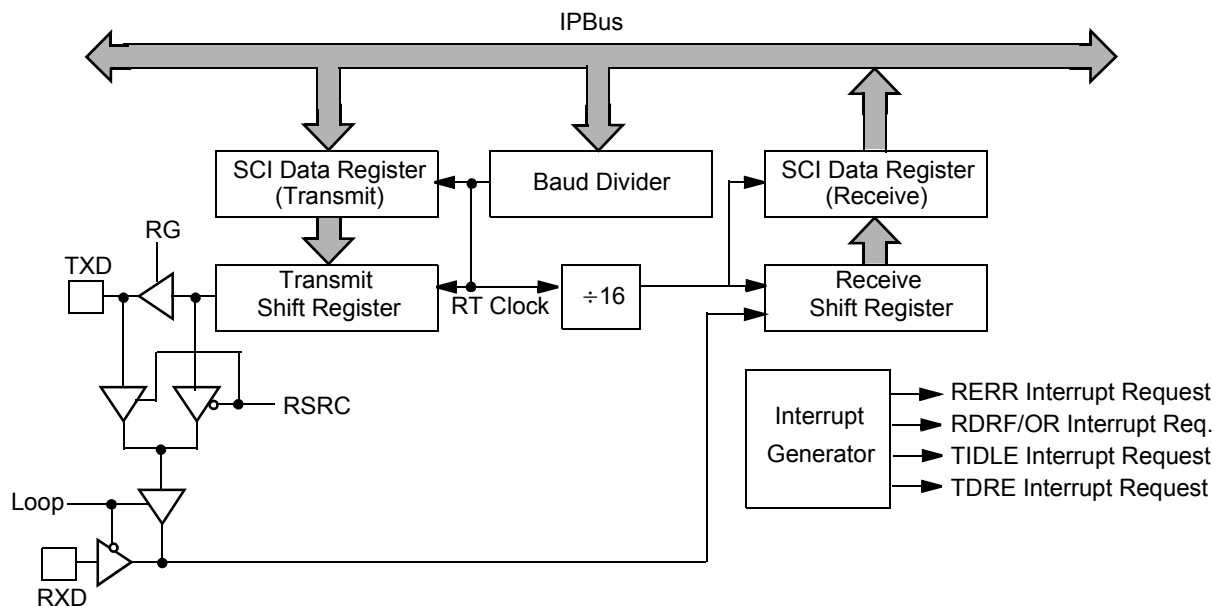 IPBus
SCI Data Register
(Transmit)
Baud Divider
SCI Data Register
(Receive)
RG
TXD
Transmit
Shift Register
RT Clock
÷16
Receive
Shift Register
RSRC
Interrupt
Generator
RERR Interrupt Request
RDRF/OR Interrupt Req.
TIDLE Interrupt Request
TDRE Interrupt Request
Loop
RXD